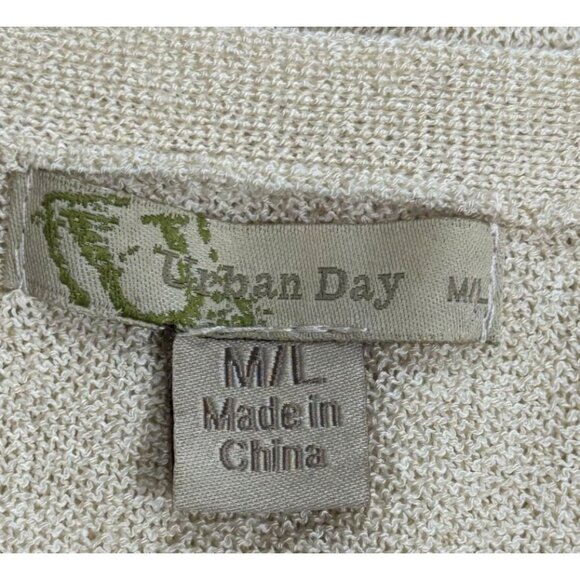 Urban Day M/L
M/L
Made in
China